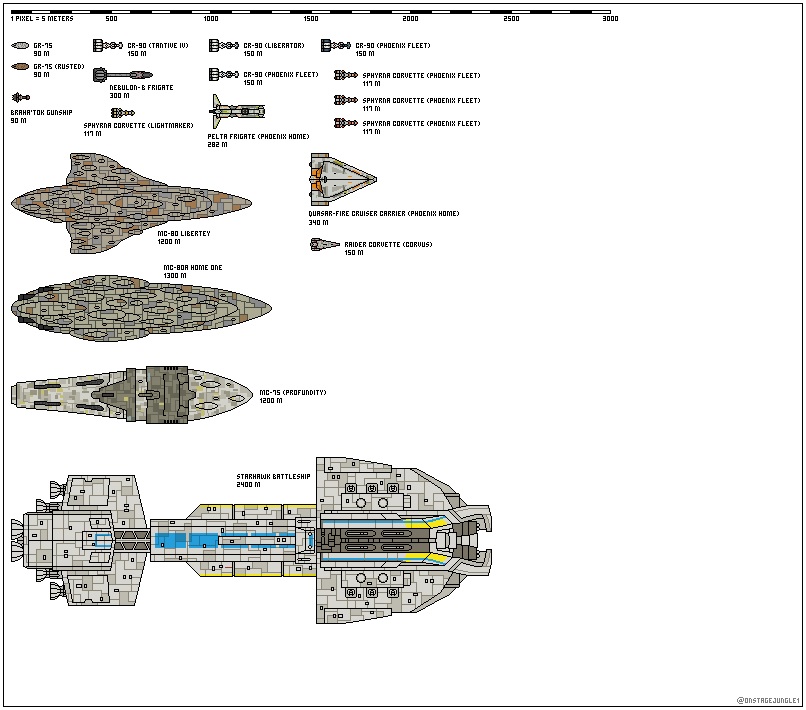 1 PIXEL = 5 METERS 500 1000 1500 2000 2500 3000
GR-75
90 M
CR-90 (TANTIVE IV)
150 M
CR-90 (LIBERATOR)
150 M
CR-90 (PHOENIX FLEET)
150 M
GR-75 (RUSTED)
90 M
NEBULON-B FRIGATE
300 M
CR-90 (PHOENIX FLEET)
150 M
SPHYRNA CORVETTE (PHOENIX FLEET)
117 M
BRAHA'TOK GUNSHIP
90 M
SPHYRNA CORVETTE (LIGHTMAKER)
117 M
PELTA FRIGATE (PHOENIX HOME)
282 M
SPHYRNA CORVETTE (PHOENIX FLEET)
117 M
SPHYRNA CORVETTE (PHOENIX FLEET)
117 M
MC-80 LIBERTEY
1200 M
QUASAR-FIRE CRUISER CARRIER (PHOENIX HOME)
340 M
RAIDER CORVETTE (CORVUS)
150 M
MC-80A HOME ONE
1300 M
MC-75 (PROFUNDITY)
1200 M
STARHAWK BATTLESHIP
2400 M
@ONSTAGEJUNGLE1